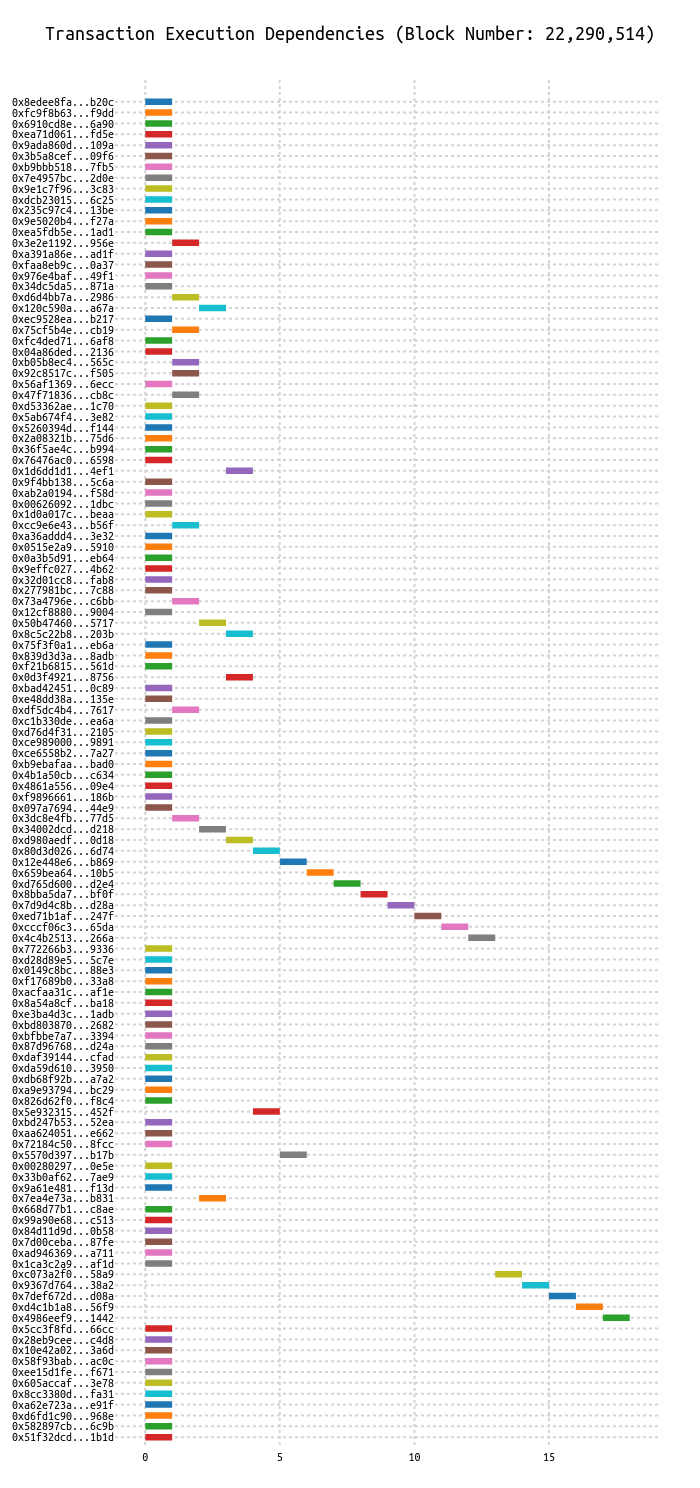 Transaction Execution Dependencies (Block Number: 22,290,514)
0x8edee8fa...b20c
0xfc9f8b63...f9dd
0x6910cd8e...6a90
0xea71d061...fd5e
0x9ada860d...109a
0x3b5a8cef...09f6
0xb9bbb518...7fb5
0x7e4957bc...2d0e
0x9e1c7f96...3c83
0xdcb23015...6c25
0x235c97c4...13be
0x9e5020b4...f27a
0xea5fdb5e...1ad1
0x3e2e1192...956e
0xa391a86e...ad1f
0xfaa8eb9c...0a37
0x976e4baf...49f1
0x34dc5da5...871a
0xd6d4bb7a...2986
0x120c590a...a67a
0xec9528ea...b217
0x75cf5b4e...cb19
0xfc4ded71...6af8
0x04a86ded...2136
0xb05b8ec4...565c
0x92c8517c...f505
0x56af1369...6ecc
0x47f71836...cb8c
0xd53362ae...1c70
0x5ab674f4...3e82
0x5260394d...f144
0x2a08321b...75d6
0x36f5ae4c...b994
0x76476ac0...6598
0x1d6dd1d1...4ef1
0x9f4bb138...5c6a
0xab2a0194...f58d
0x00626092...1dbc
0x1d0a017c...beaa
0xcc9e6e43...b56f
0xa36addd4...3e32
0x0515e2a9...5910
0x0a3b5d91...eb64
0x9effc027...4b62
0x32d01cc8...fab8
0x277981bc...7c88
0x73a4796e...c6bb
0x12cf8880...9004
0x50b47460...5717
0x8c5c22b8...203b
0x75f3f0a1...eb6a
0x839d3d3a...8adb
0xf21b6815...561d
0x0d3f4921...8756
0xbad42451...0c89
0xe48dd38a...135e
0xdf5dc4b4...7617
0xc1b330de...ea6a
0xd76d4f31...2105
0xce989000...9891
0xce6558b2...7a27
0xb9ebafaa...bad0
0x4b1a50cb...c634
0x4861a556...09e4
0xf9896661...186b
0x097a7694...44e9
0x3dc8e4fb...77d5
0x34002dcd...d218
0xd980aedf...0d18
0x80d3d026...6d74
0x12e448e6...b869
0x659bea64...10b5
0xd765d600...d2e4
0x8bba5da7...bf0f
0x7d9d4c8b...d28a
0xed71b1af...247f
0xcccf06c3...65da
0x4c4b2513...266a
0x772266b3...9336
0xd28d89e5...5c7e
0x0149c8bc...88e3
0xf17689b0...33a8
0xacfaa31c...af1e
0x8a54a8cf...ba18
0xe3ba4d3c...1adb
0xbd803870...2682
0xbfbbe7a7...3394
0x87d96768...d24a
0xdaf39144...cfad
0xda59d610...3950
0xdb68f92b...a7a2
0xa9e93794...bc29
0x826d62f0...f8c4
0x5e932315...452f
0xbd247b53...52ea
0xaa624051...e662
0x72184c50...8fcc
0x5570d397...b17b
0x00280297...0e5e
0x33b0af62...7ae9
0x9a61e481...f13d
0x7ea4e73a...b831
0x668d77b1...c8ae
0x99a90e68...c513
0x84d11d9d...0b58
0x7d00ceba...87fe
0xad946369...a711
0x1ca3c2a9...af1d
0xc073a2f0...58a9
0x9367d764...38a2
0x7def672d...d08a
0xd4c1b1a8...56f9
0x4986eef9...1442
0x5cc3f8fd...66cc
0x28eb9cee...c4d8
0x10e42a02...3a6d
0x58f93bab...ac0c
0xee15d1fe...f671
0x605accaf...3e78
0x8cc3380d...fa31
0xa62e723a...e91f
0xd6fd1c90...968e
0x582897cb...6c9b
0x51f32dcd...1b1d
0 5 10 15